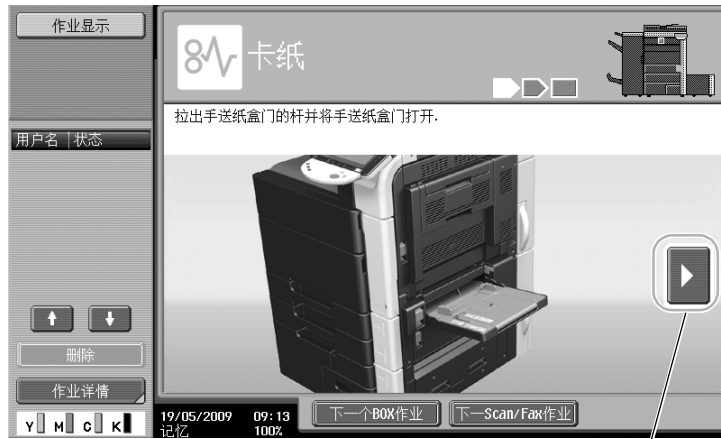 作业显示
卡纸
拉出手送纸盒门的杆并将手送纸盒门打开.
用户名 状态
删除
作业详情
Y M C K
19/05/2009 09:13
记忆 100%
下一个BOX作业
下一Scan/Fax作业